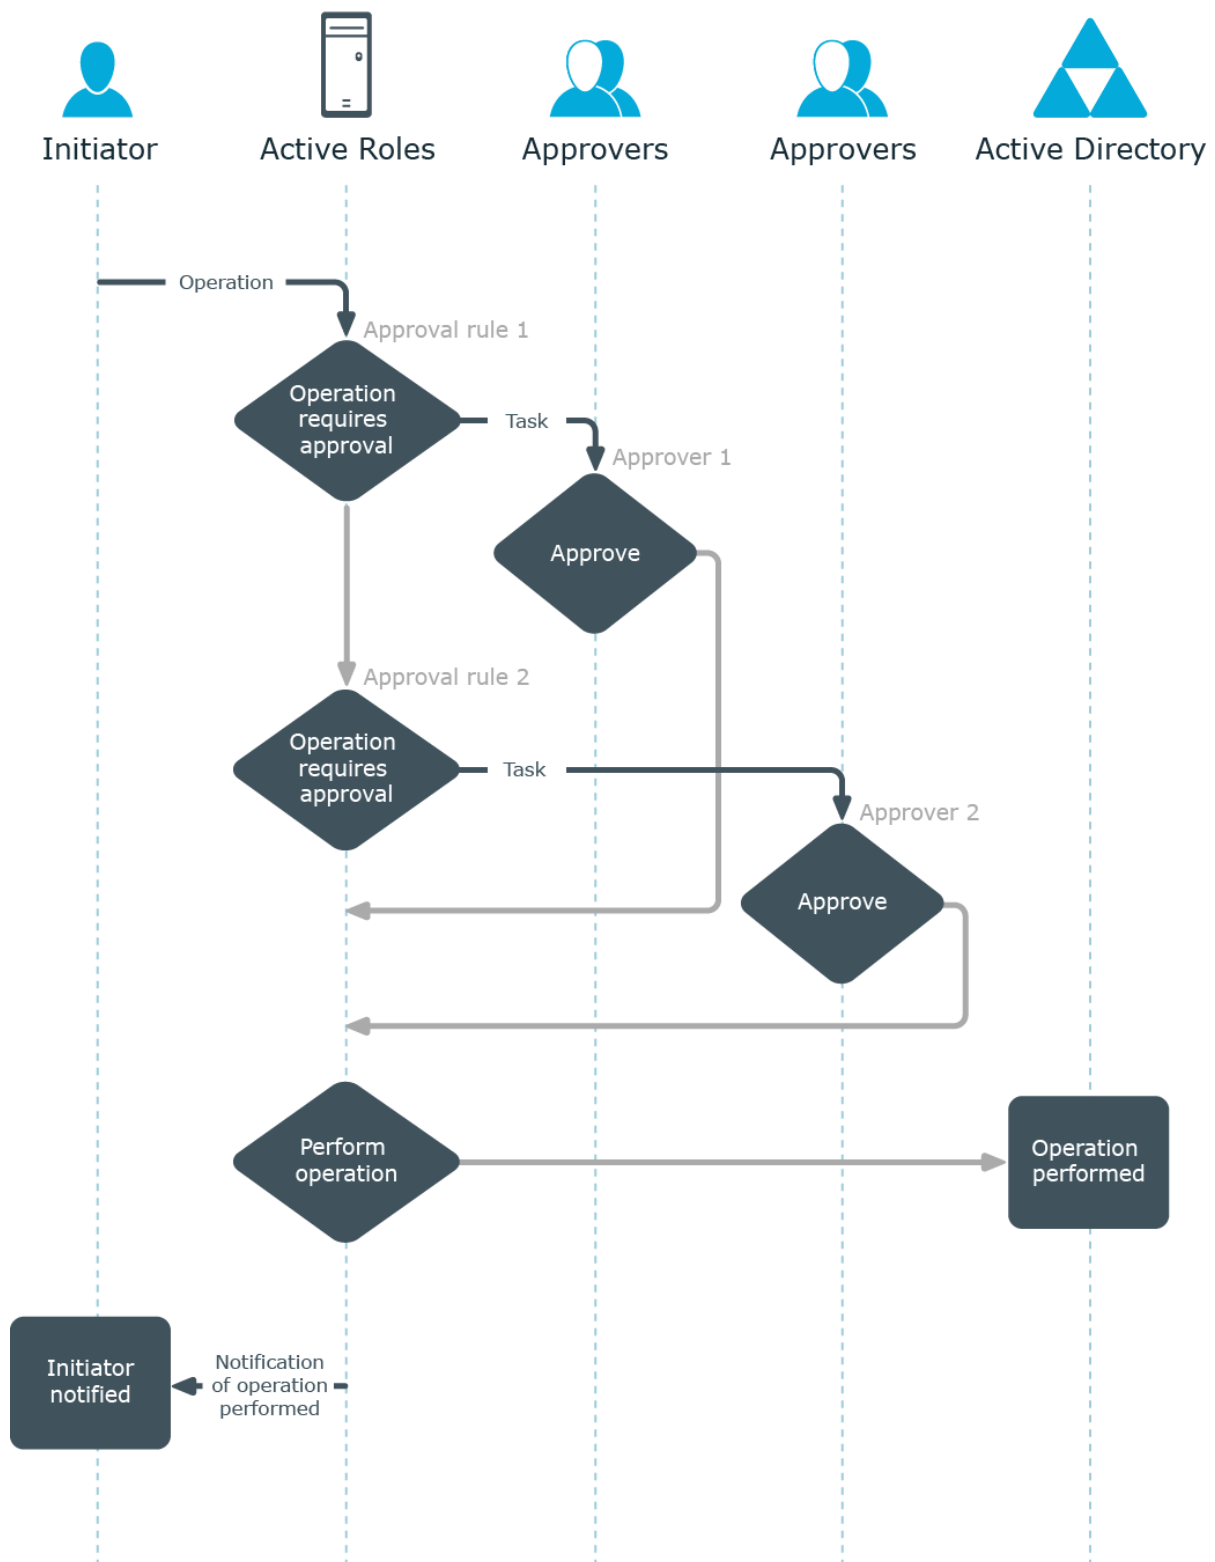 Initiator
Active Roles
Approvers
Approvers
Active Directory
Operation
Approval rule 1
Operation
requires
approval
Task
Approver 1
Approve
Approval rule 2
Operation
requires
approval
Task
Approver 2
Approve
Perform
operation
Operation
performed
Initiator
notified
Notification
of operation
performed